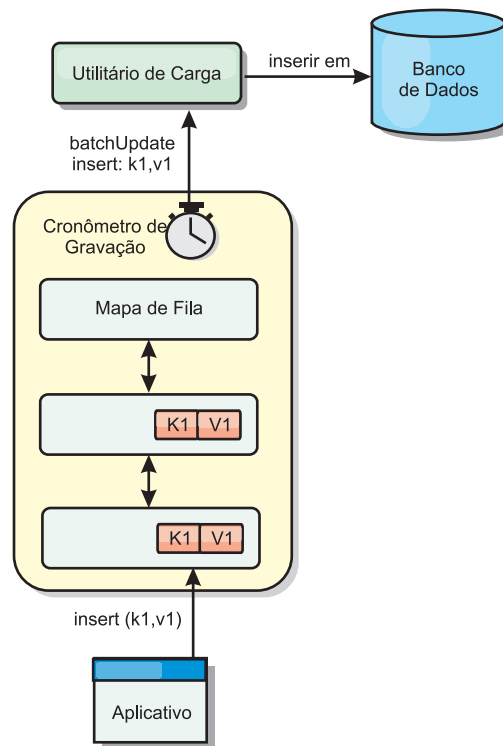 Utilitário de Carga
inserir em
Banco
de Dados
batchUpdate
insert: k1,v1
Cronômetro de
Gravação
Mapa de Fila
K1 V1
K1 V1
insert (k1,v1)
Aplicativo